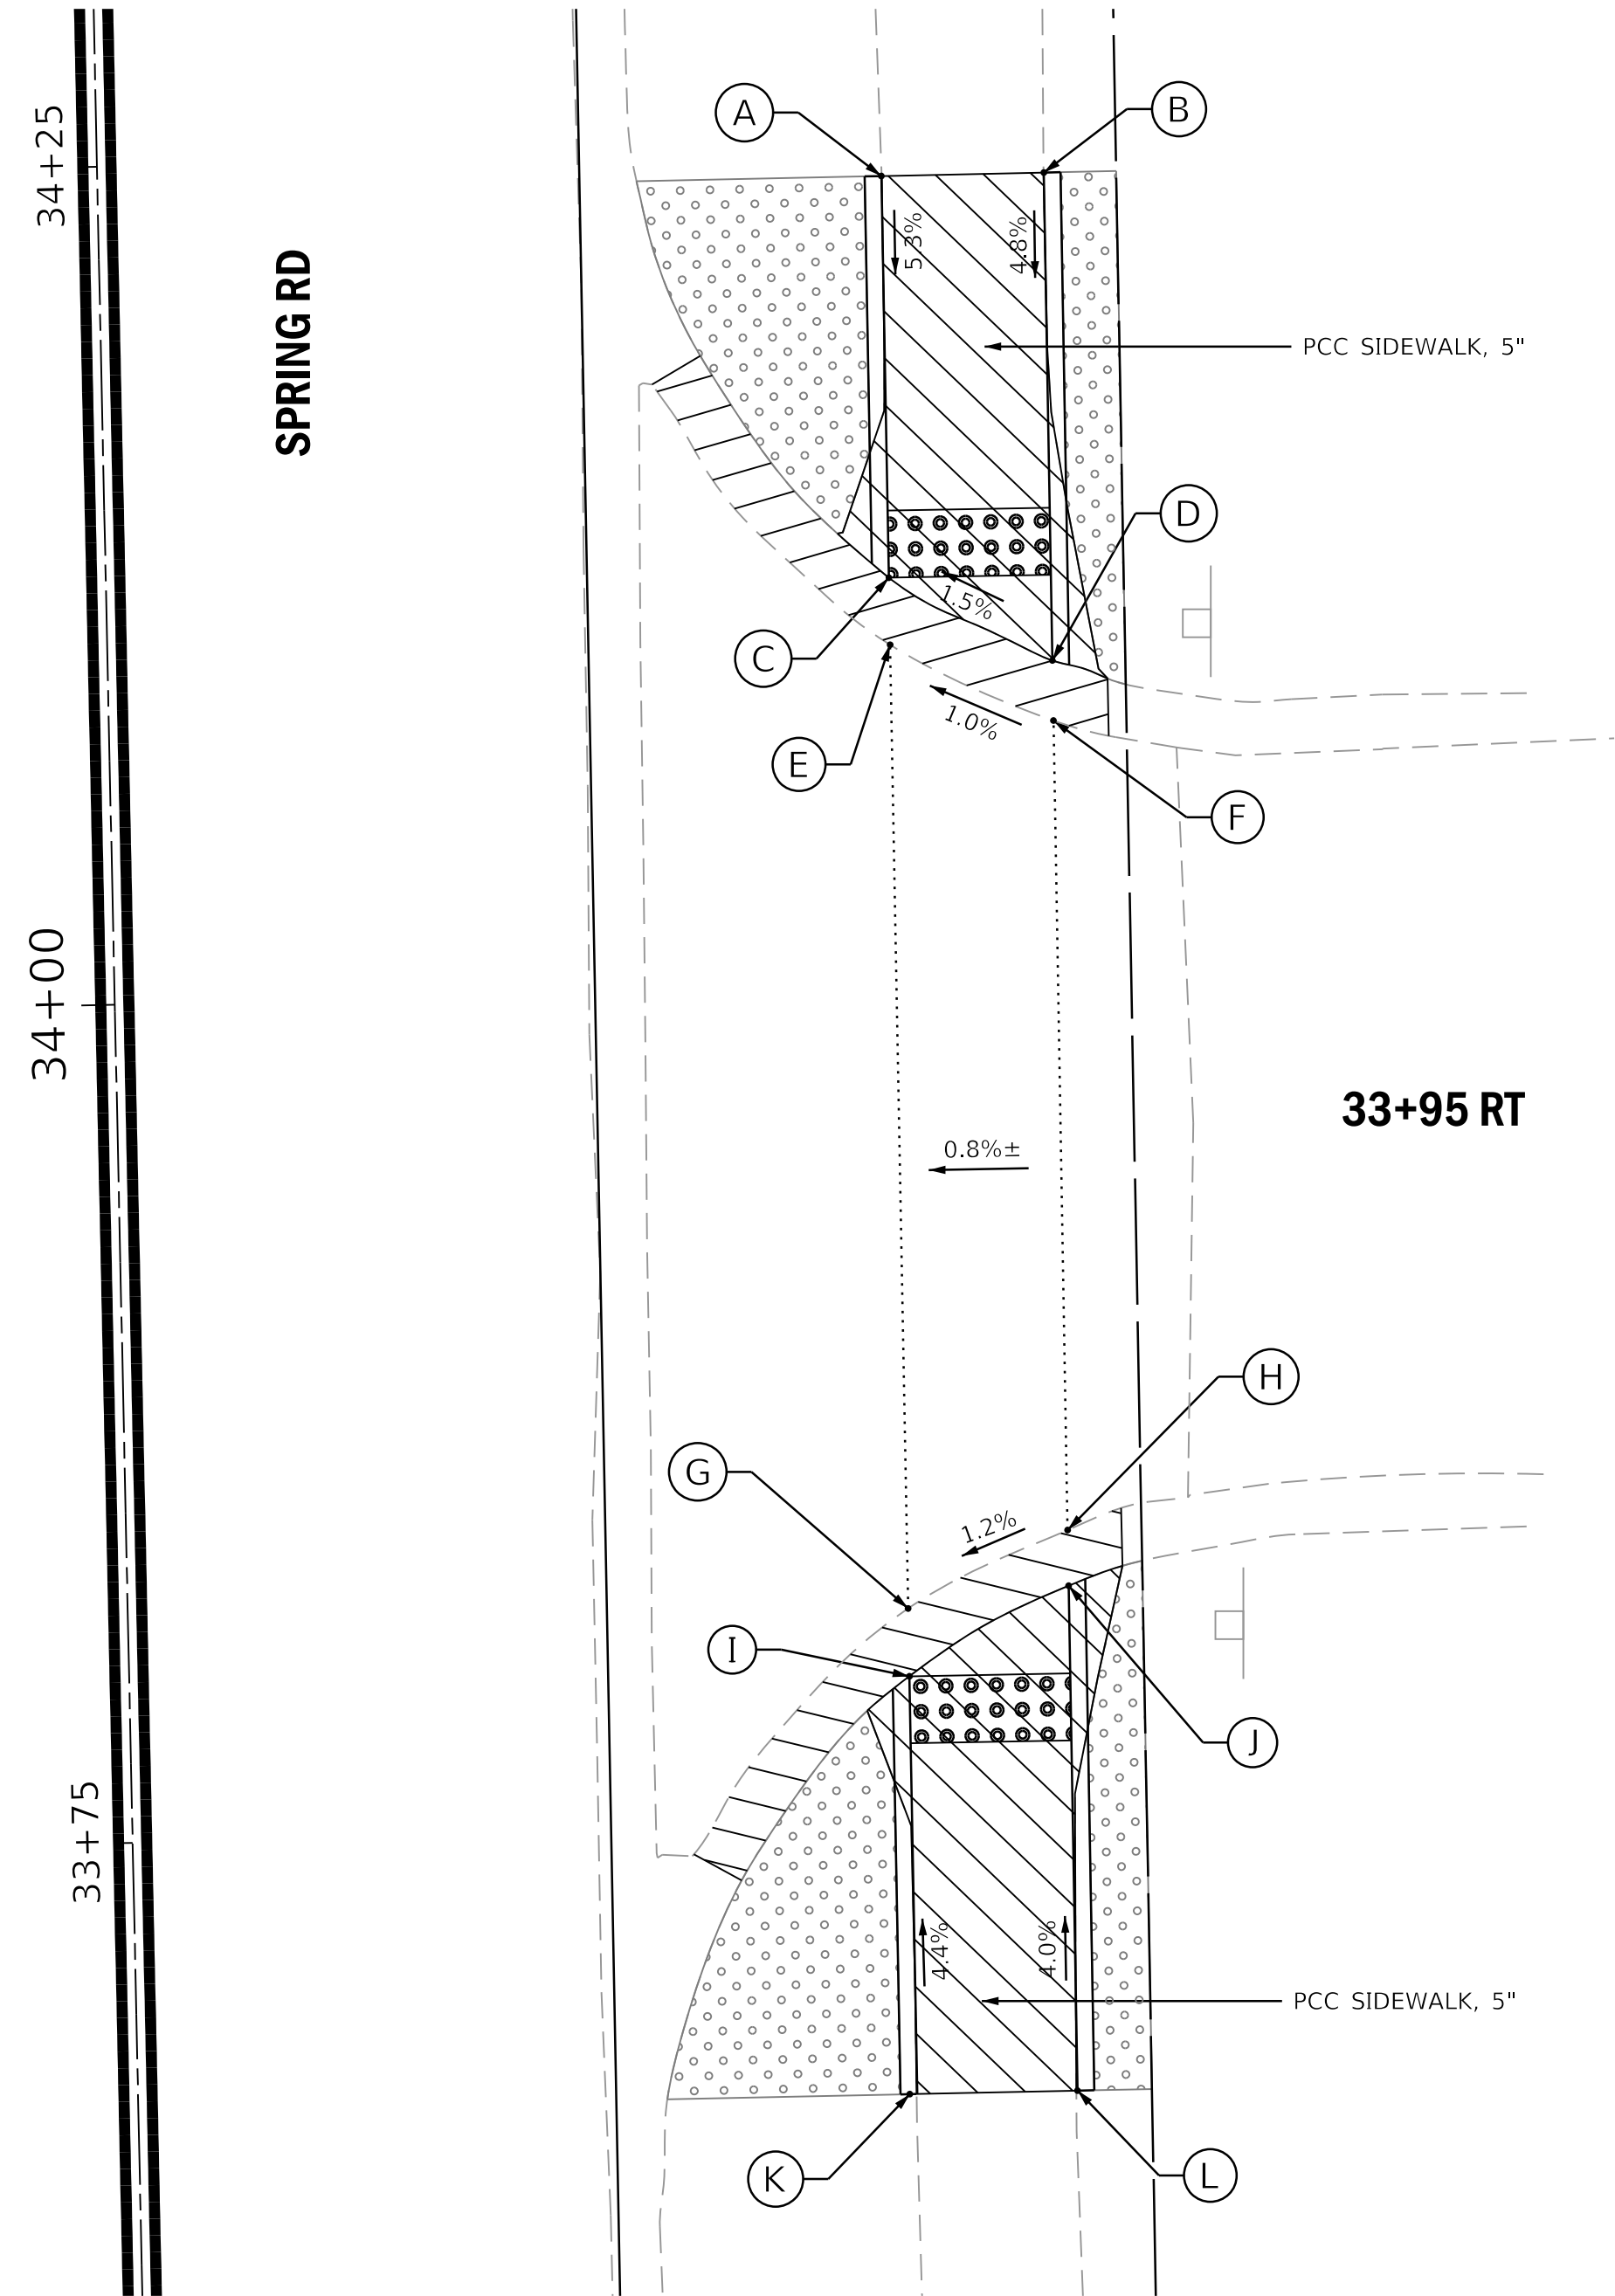 34+25
SPRING RD
A
B
5.3%
4.8%
PCC SIDEWALK, 5"
D
1.5%
C
1.0%
E
F
34+00
33+95 RT
0.8%±
H
G
1.2%
I
J
33+75
4.4%
4.0%
PCC SIDEWALK, 5"
K
L